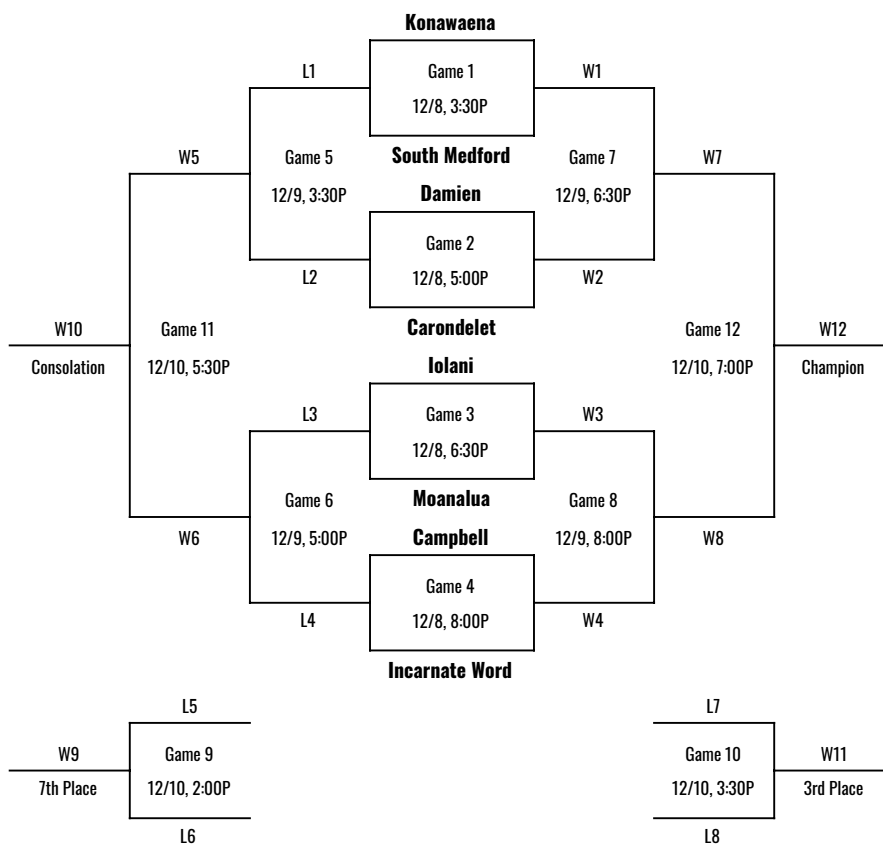 Konawaena
L1
Game 1
W1
12/8, 3:30P
W5
Game 5
South Medford
Game 7
W7
12/9, 3:30P
Damien
12/9, 6:30P
Game 2
L2
12/8, 5:00P
W2
W10
Game 11
Carondelet
Game 12
W12
Consolation
12/10, 5:30P
Iolani
12/10, 7:00P
Champion
L3
Game 3
W3
12/8, 6:30P
Game 6
Moanalua
Game 8
W6
12/9, 5:00P
Campbell
12/9, 8:00P
W8
Game 4
L4
12/8, 8:00P
W4
Incarnate Word
L5
L7
W9
Game 9
Game 10
W11
7th Place
12/10, 2:00P
12/10, 3:30P
3rd Place
L6
L8